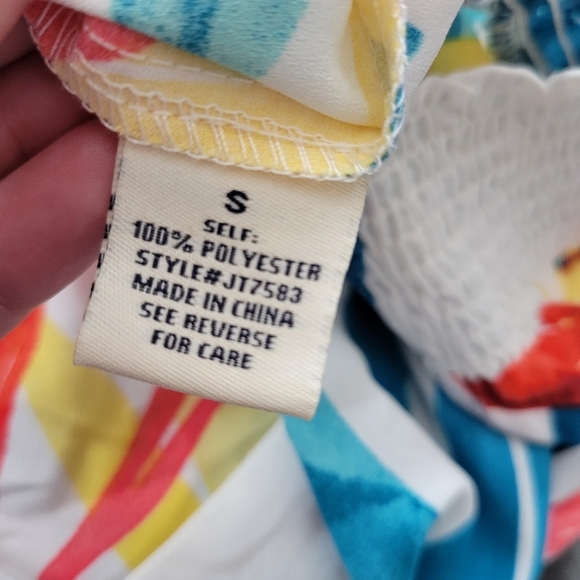 S
SELF:
100% POLYESTER
STYLE#JT7583
MADE IN CHINA
SEE REVERSE
FOR CARE